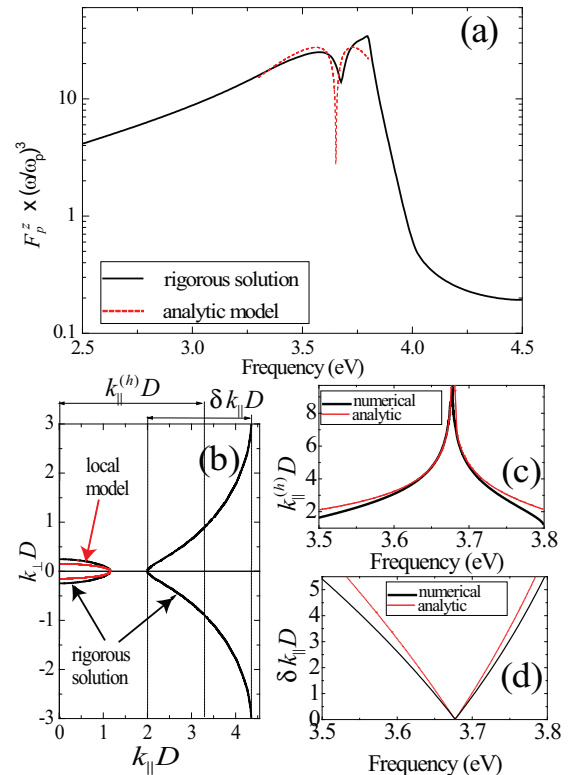 (a)
F_p^z × (ω/ω_p)^3
10
1
0.1
rigorous solution
analytic model
2.5 3.0 3.5 4.0 4.5
Frequency (eV)
k_∥^(h) D
δk_∥ D
(b)
3
2
1
0
-1
-2
-3
k_⊥ D
local
model
rigorous
solution
0 1 2 3 4
k_∥ D
numerical
analytic
(c)
8
6
4
2
k_∥^(h) D
3.5 3.6 3.7 3.8
Frequency (eV)
numerical
analytic
(d)
5
4
3
2
1
0
δk_∥ D
3.5 3.6 3.7 3.8
Frequency (eV)